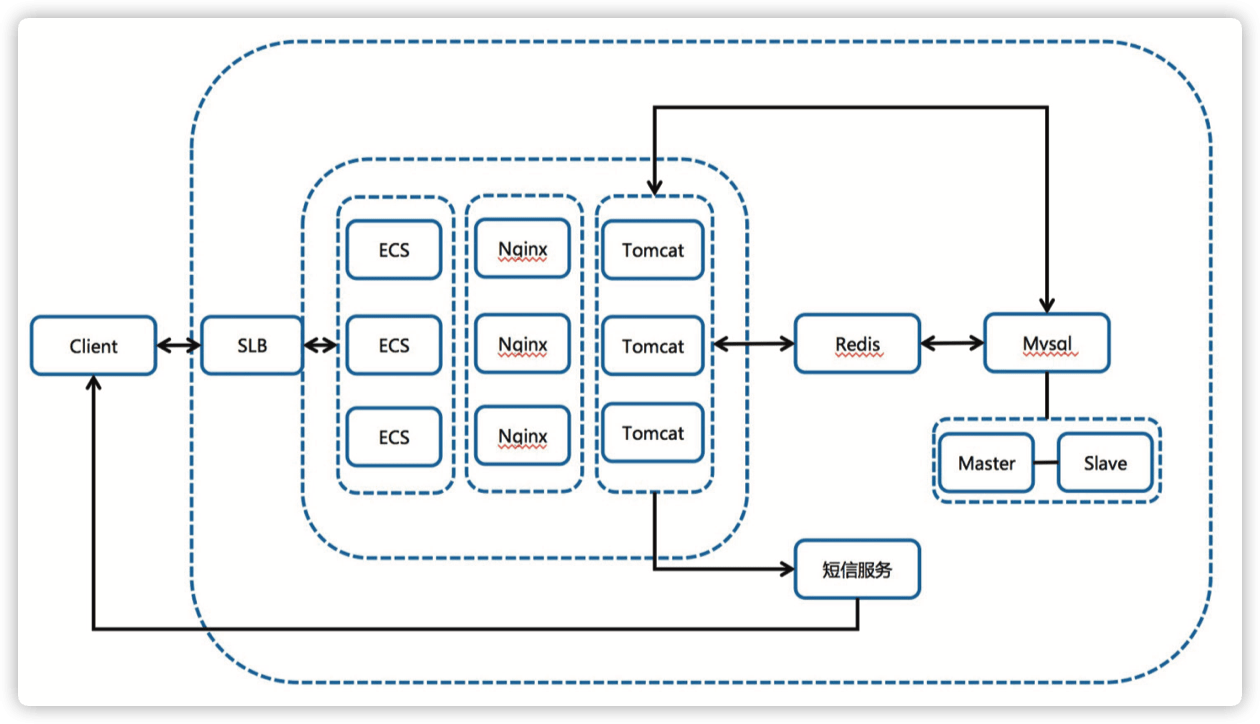 ECS
Nginx
Tomcat
Client
SLB
ECS
Nginx
Tomcat
Redis
Mysql
ECS
Nginx
Tomcat
Master
Slave
短信服务